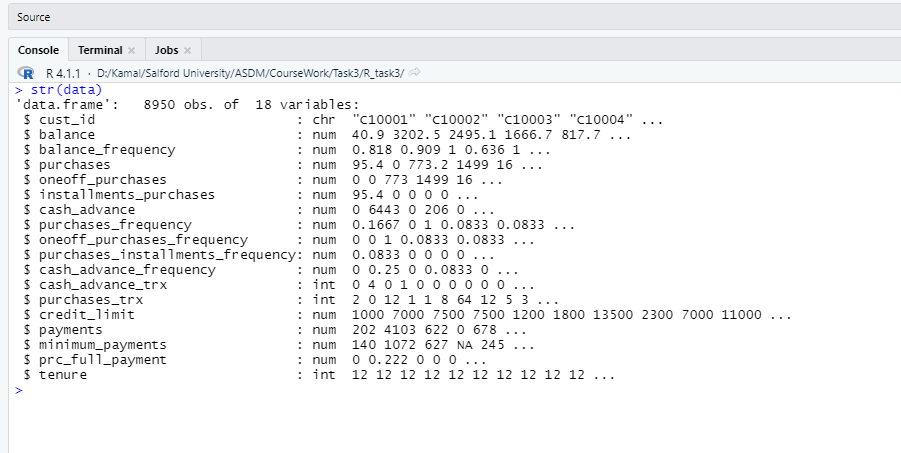 Source
Console Terminal × Jobs ×
R 4.1.1 · D:/Kamal/Salford University/ASDM/CourseWork/Task3/R_task3/
> str(data)
'data.frame':   8950 obs. of  18 variables:
 $ cust_id                         : chr  "C10001" "C10002" "C10003" "C10004" ...
 $ balance                         : num  40.9 3202.5 2495.1 1666.7 817.7 ...
 $ balance_frequency               : num  0.818 0.909 1 0.636 1 ...
 $ purchases                       : num  95.4 0 773.2 1499 16 ...
 $ oneoff_purchases                : num  0 0 773 1499 16 ...
 $ installments_purchases          : num  95.4 0 0 0 0 ...
 $ cash_advance                    : num  0 6443 0 206 0 ...
 $ purchases_frequency             : num  0.1667 0 1 0.0833 0.0833 ...
 $ oneoff_purchases_frequency      : num  0 0 1 0.0833 0.0833 ...
 $ purchases_installments_frequency: num  0.0833 0 0 0 0 ...
 $ cash_advance_frequency          : num  0 0.25 0 0.0833 0 ...
 $ cash_advance_trx                : int  0 4 0 1 0 0 0 0 0 0 ...
 $ purchases_trx                   : int  2 0 12 1 1 8 64 12 5 3 ...
 $ credit_limit                    : num  1000 7000 7500 7500 1200 1800 13500 2300 7000 11000 ...
 $ payments                        : num  202 4103 622 0 678 ...
 $ minimum_payments                : num  140 1072 627 NA 245 ...
 $ prc_full_payment                : num  0 0.222 0 0 0 ...
 $ tenure                          : int  12 12 12 12 12 12 12 12 12 12 ...
>